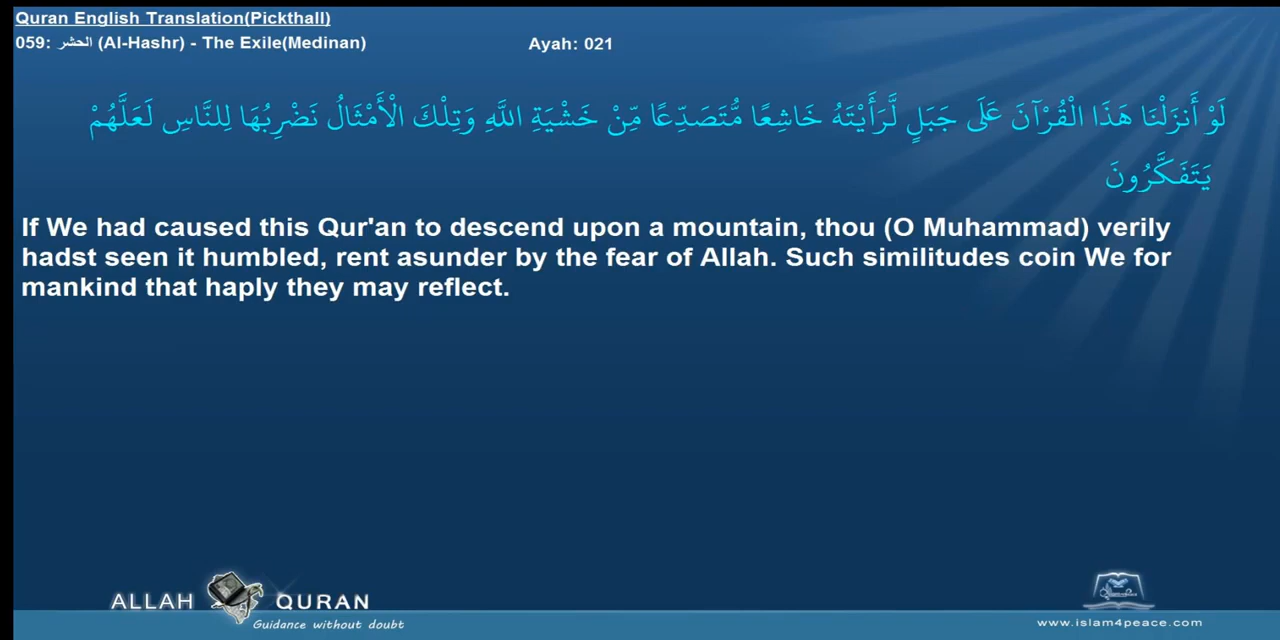 Quran English Translation(Pickthall)
059: الحشر (Al-Hashr) - The Exile(Medinan)
Ayah: 021
لَوْ أَنزَلْنَا هَذَا الْقُرْآنَ عَلَى جَبَلٍ لَّرَأَيْتَهُ خَاشِعًا مُّتَصَدِّعًا مِّنْ خَشْيَةِ اللَّهِ وَتِلْكَ الْأَمْثَالُ نَضْرِبُهَا لِلنَّاسِ لَعَلَّهُمْ
يَتَفَكَّرُونَ
If We had caused this Qur'an to descend upon a mountain, thou (O Muhammad) verily
hadst seen it humbled, rent asunder by the fear of Allah. Such similitudes coin We for
mankind that haply they may reflect.
ALLAH QURAN
Guidance without doubt
www.islam4peace.com